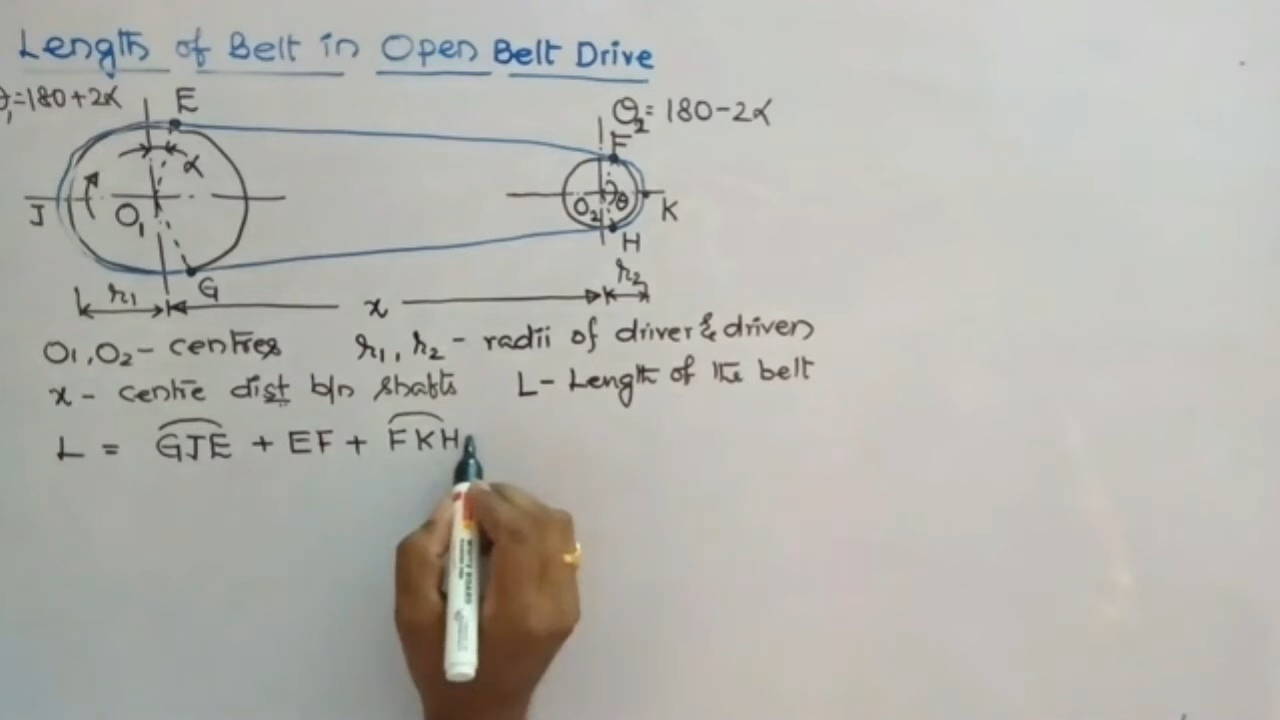 Length of Belt in Open Belt Drive
θ₁=180+2α E
θ₂=180-2α
F
α
J O₁ O₂ θ K
H
G
r₁ x r₂
O₁,O₂- centres r₁, r₂ - radii of driver & driven
x - centre dist b/n shafts L- Length of the belt
L = GJE + EF + FKH